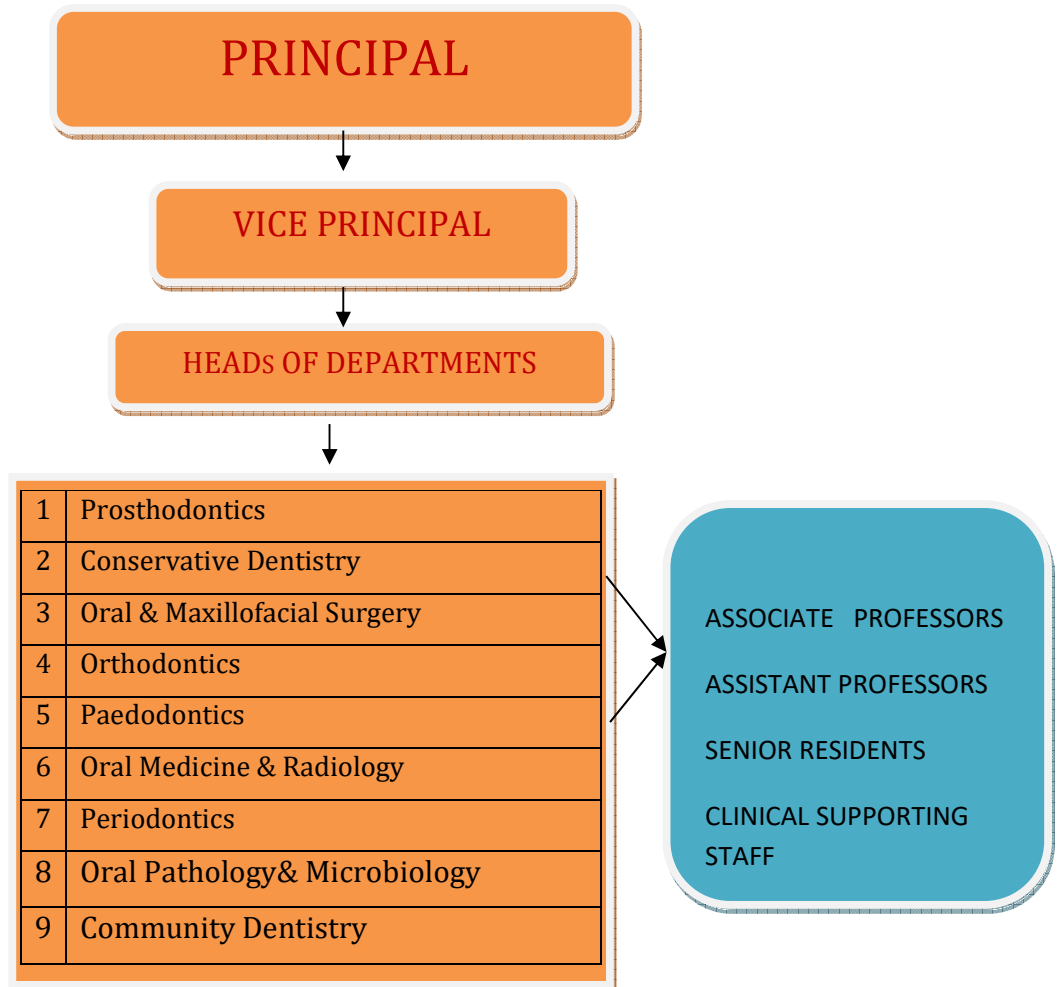 PRINCIPAL
VICE PRINCIPAL
HEADs OF DEPARTMENTS
1 Prosthodontics
2 Conservative Dentistry
3 Oral & Maxillofacial Surgery
4 Orthodontics
5 Paedodontics
6 Oral Medicine & Radiology
7 Periodontics
8 Oral Pathology& Microbiology
9 Community Dentistry
ASSOCIATE PROFESSORS
ASSISTANT PROFESSORS
SENIOR RESIDENTS
CLINICAL SUPPORTING
STAFF